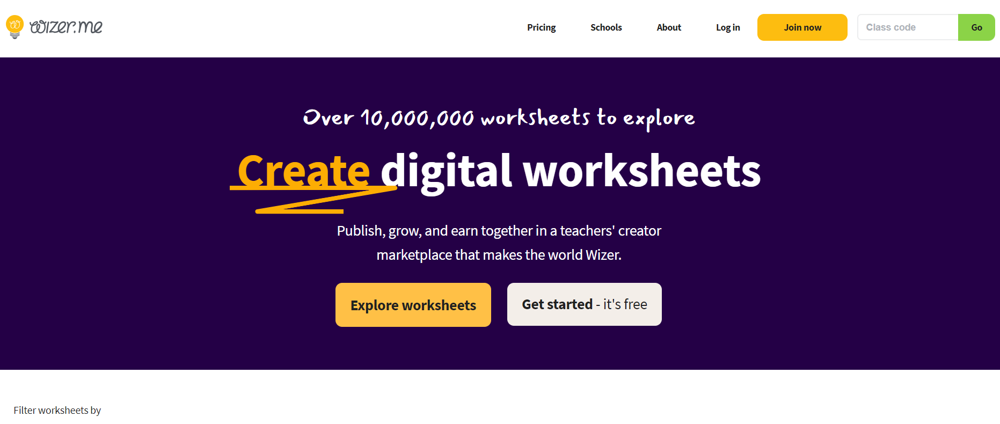 wizer.me
Pricing
Schools
About
Log in
Join now
Class code
Go
Over 10,000,000 worksheets to explore
Create digital worksheets
Publish, grow, and earn together in a teachers' creator
marketplace that makes the world Wizer.
Explore worksheets
Get started - it's free
Filter worksheets by